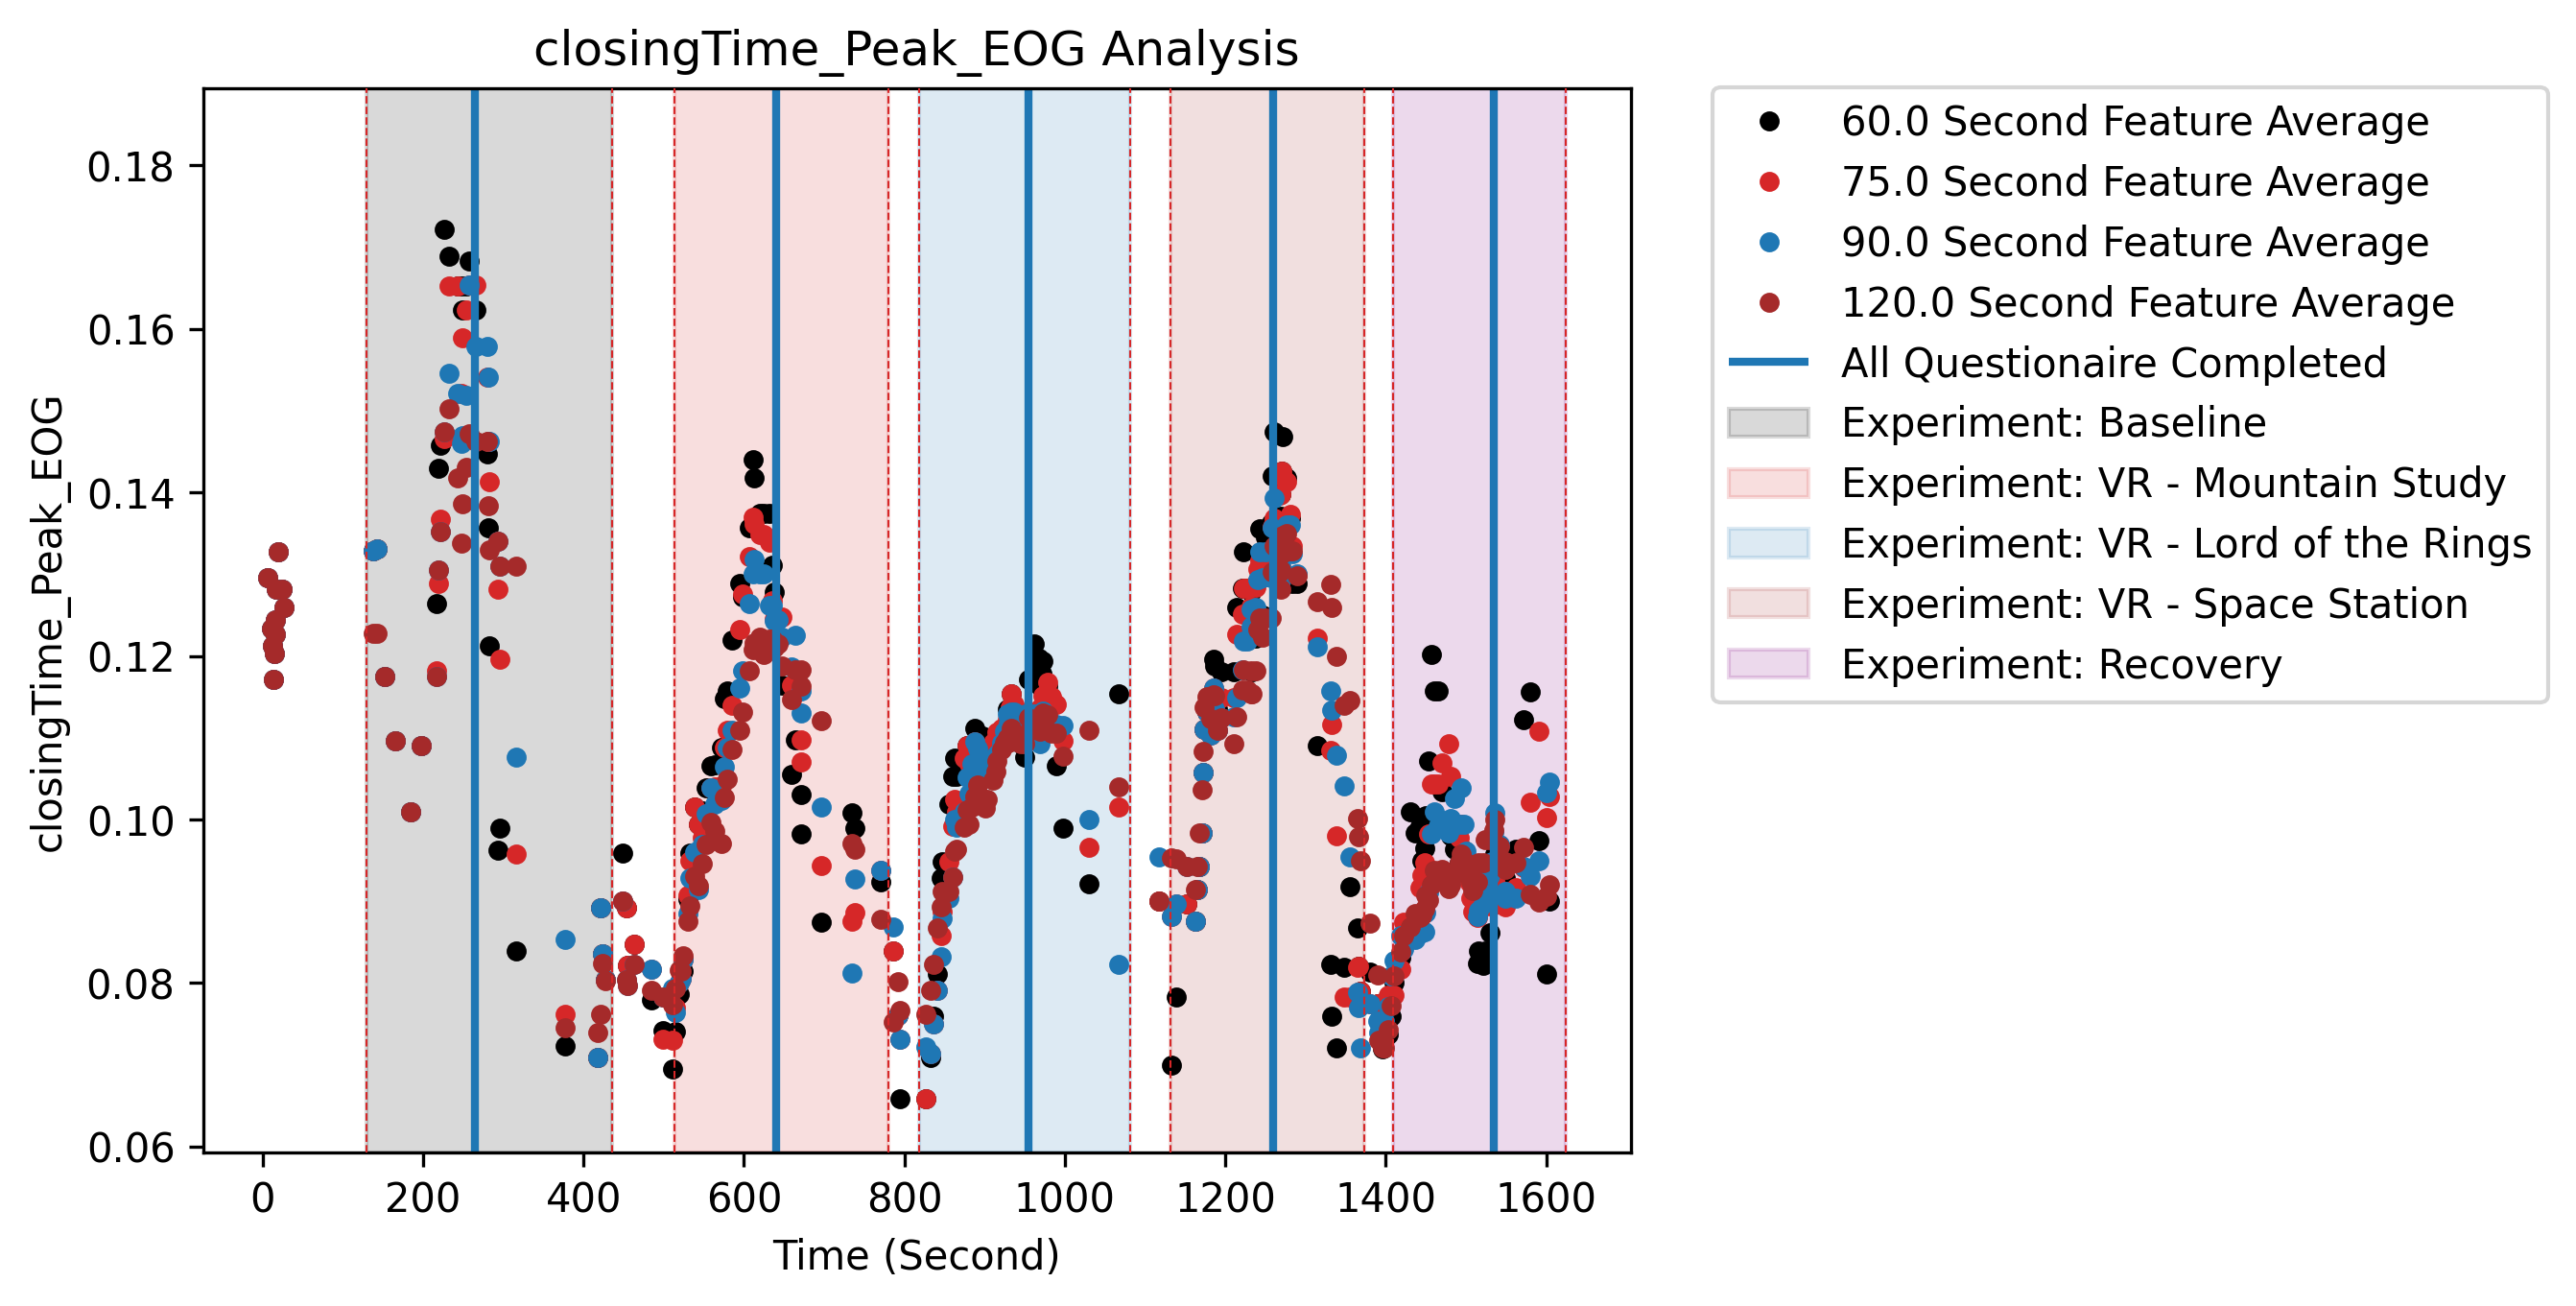 closingTime_Peak_EOG Analysis
closingTime_Peak_EOG
0.18
0.16
0.14
0.12
0.10
0.08
0.06
0 200 400 600 800 1000 1200 1400 1600
Time (Second)
60.0 Second Feature Average
75.0 Second Feature Average
90.0 Second Feature Average
120.0 Second Feature Average
All Questionaire Completed
Experiment: Baseline
Experiment: VR - Mountain Study
Experiment: VR - Lord of the Rings
Experiment: VR - Space Station
Experiment: Recovery